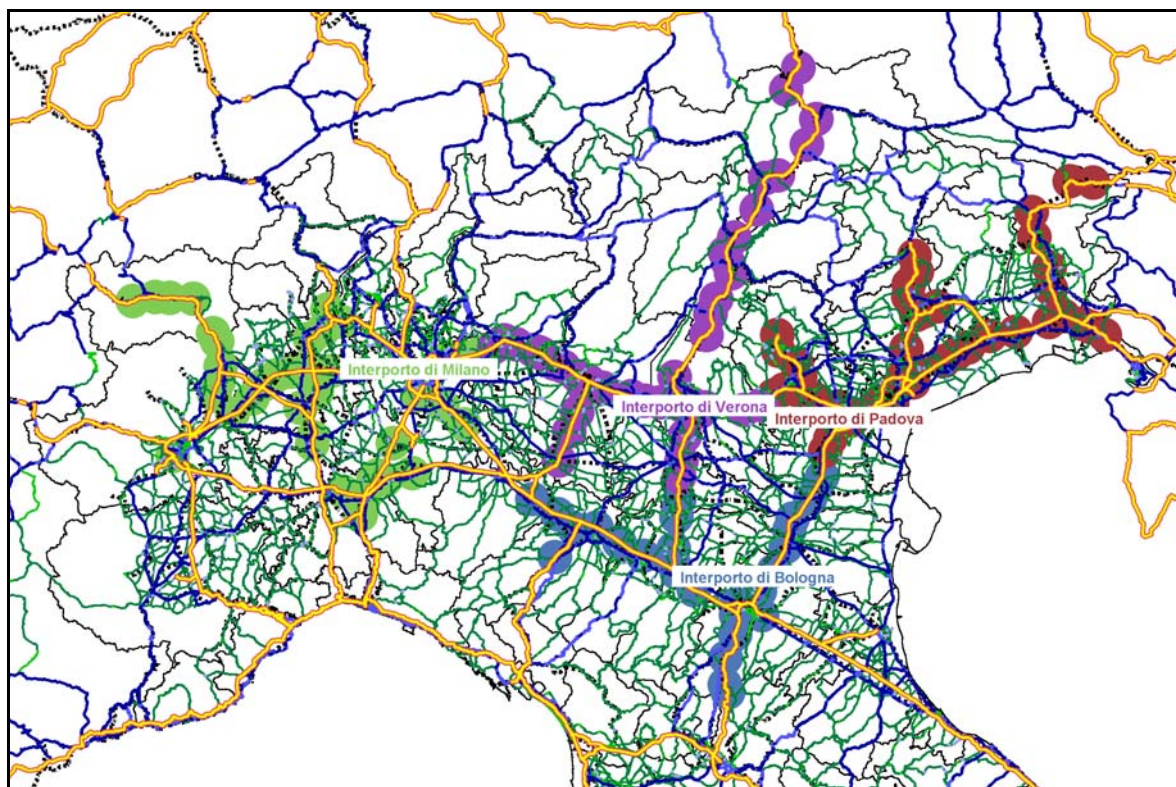 Interporto di Milano
Interporto di Verona
Interporto di Padova
Interporto di Bologna